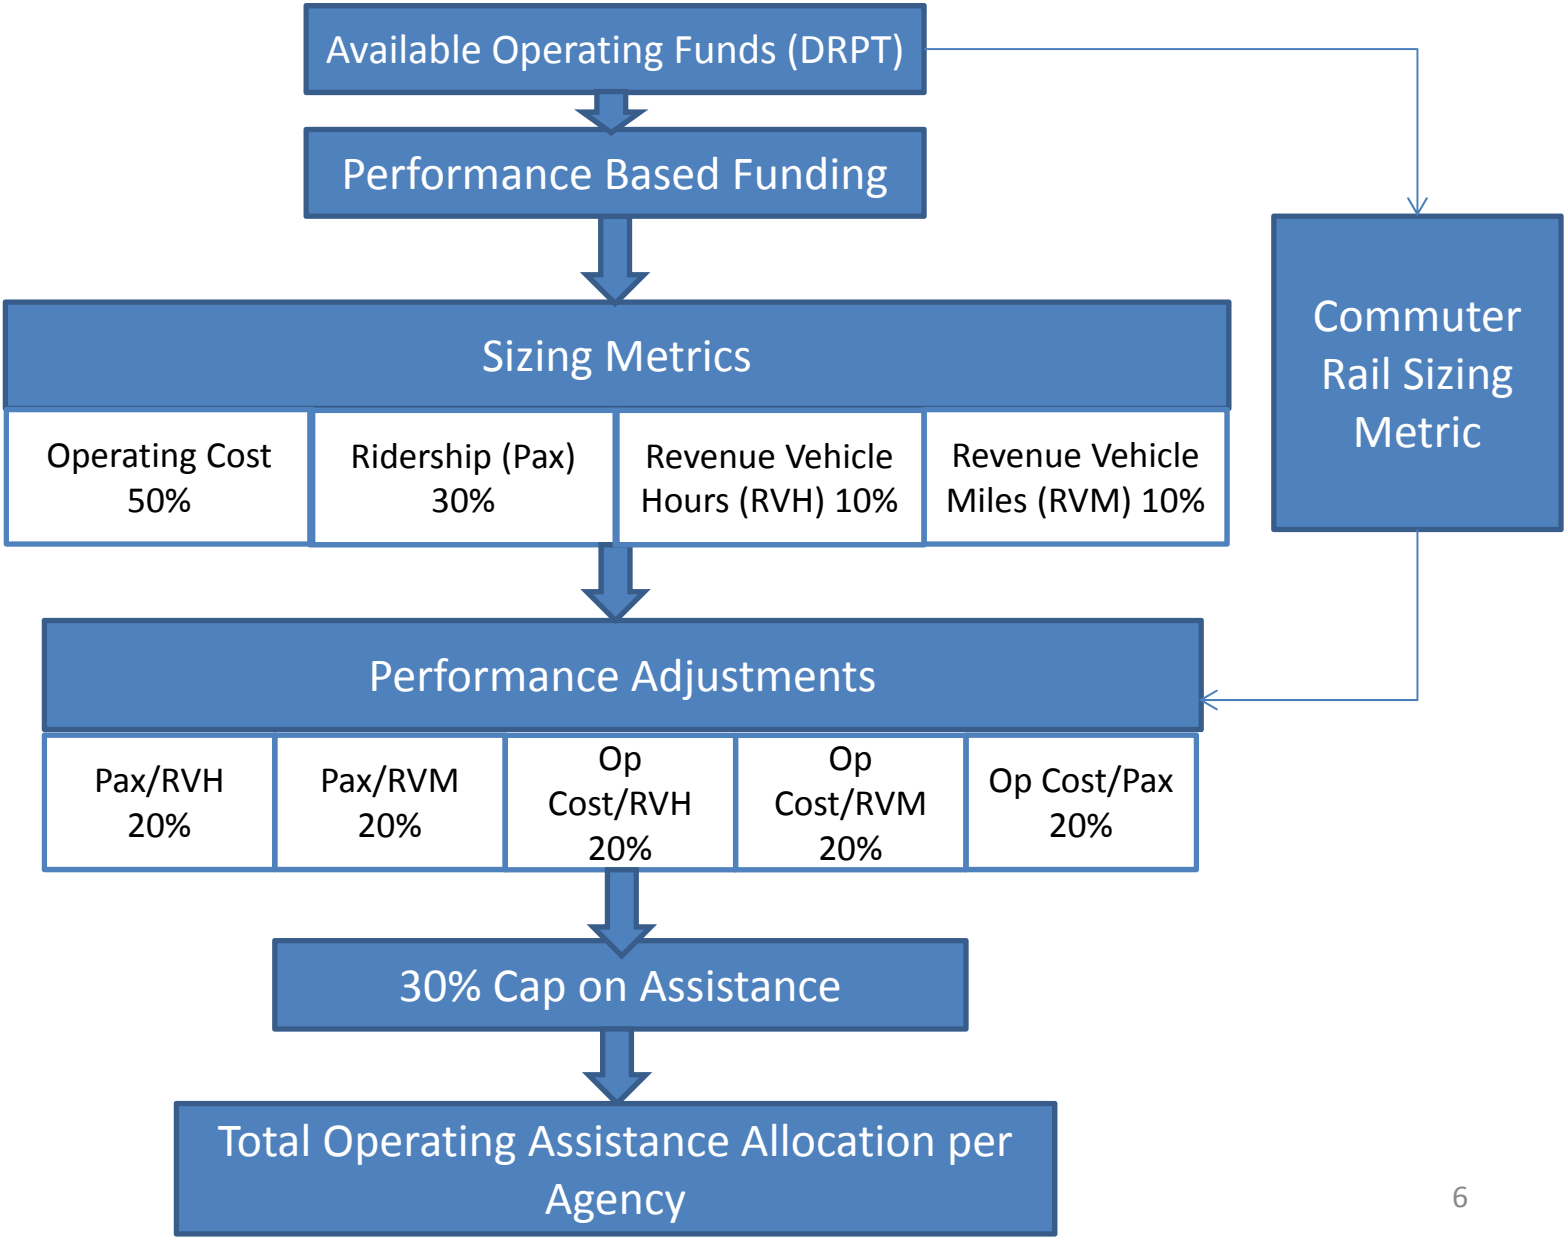 Available Operating Funds (DRPT)
Performance Based Funding
Sizing Metrics
Operating Cost
50%
Ridership (Pax)
30%
Revenue Vehicle
Hours (RVH) 10%
Revenue Vehicle
Miles (RVM) 10%
Commuter
Rail Sizing
Metric
Performance Adjustments
Pax/RVH
20%
Pax/RVM
20%
Op
Cost/RVH
20%
Op
Cost/RVM
20%
Op Cost/Pax
20%
30% Cap on Assistance
Total Operating Assistance Allocation per
Agency
6